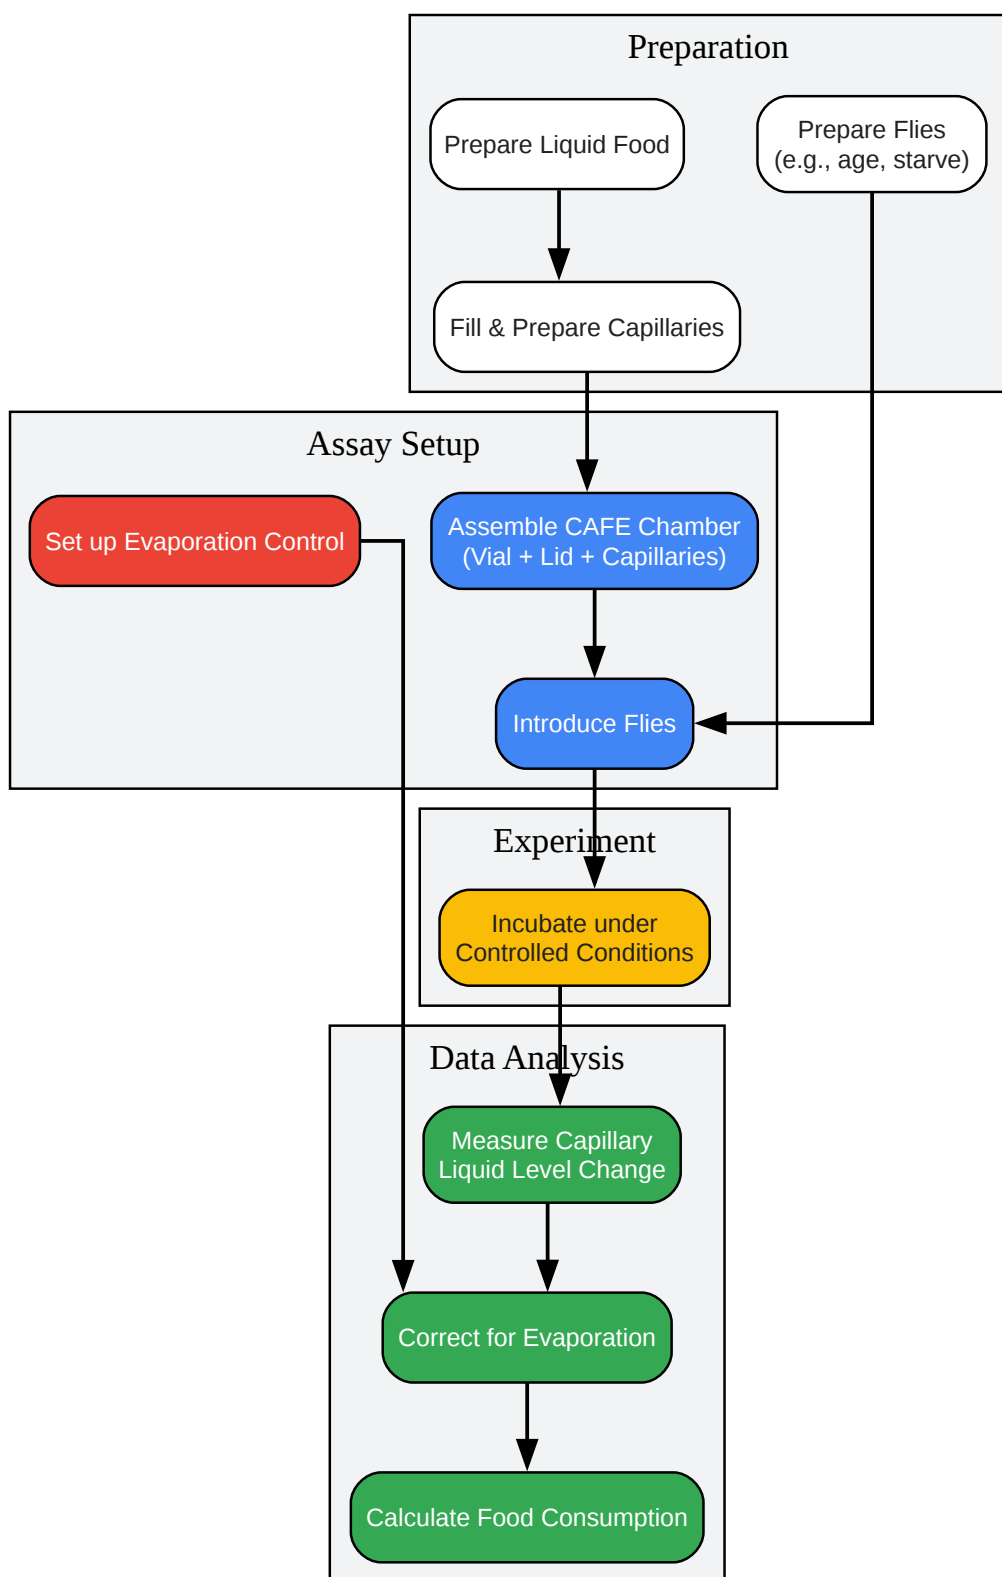 Preparation
Prepare Liquid Food
Prepare Flies
(e.g., age, starve)
Fill & Prepare Capillaries
Assay Setup
Set up Evaporation Control
Assemble CAFE Chamber
(Vial + Lid + Capillaries)
Introduce Flies
Experiment
Incubate under
Controlled Conditions
Data Analysis
Measure Capillary
Liquid Level Change
Correct for Evaporation
Calculate Food Consumption